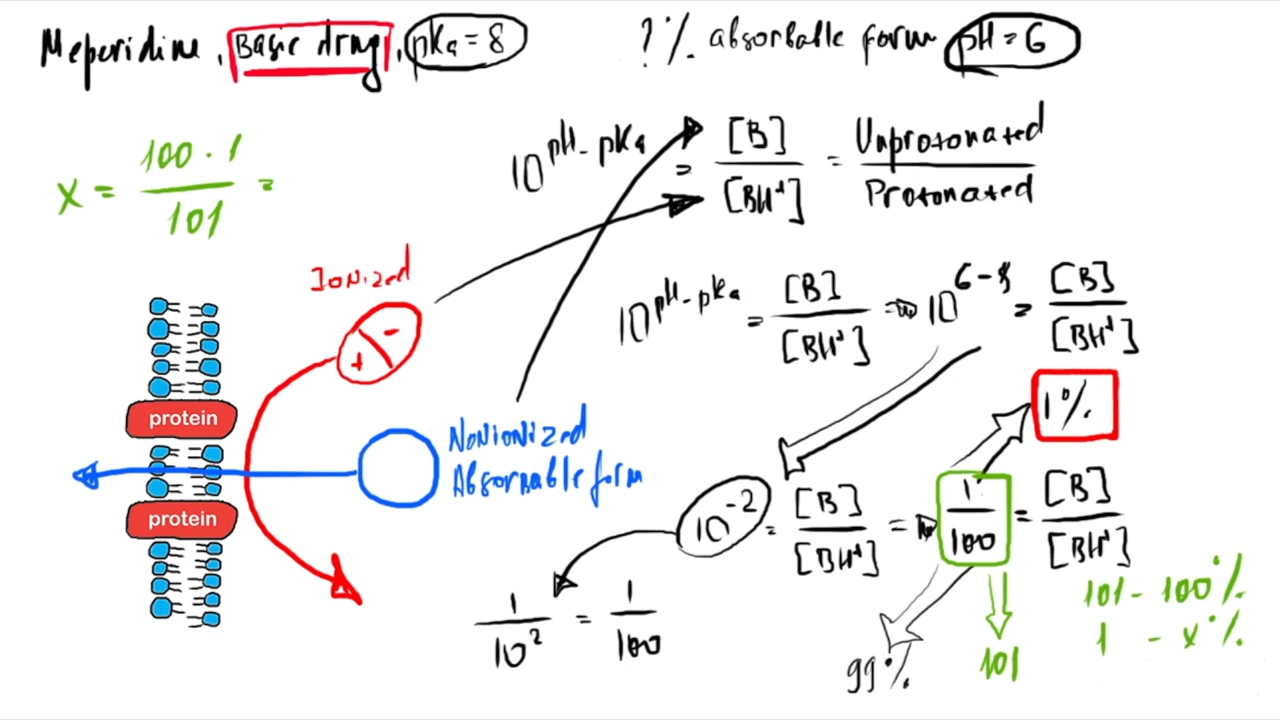 Meperidine, Basic drug, pKa = 8
? % absorbable form pH = 6
x = 100 · 1 / 101 =
10^pH - pKa = [B] / [BH+] = Unprotonated / Protonated
Ionized
+ -
10^pH - pKa = [B] / [BH+] ⇒ 10^6-8 = [B] / [BH+]
1%
protein
Nonionized
Absorbable form
10^-2 = [B] / [BH+] ⇒ 1 / 100 = [B] / [BH+]
protein
1 / 10^2 = 1 / 100
101 - 100%
1 - x%
99%
101